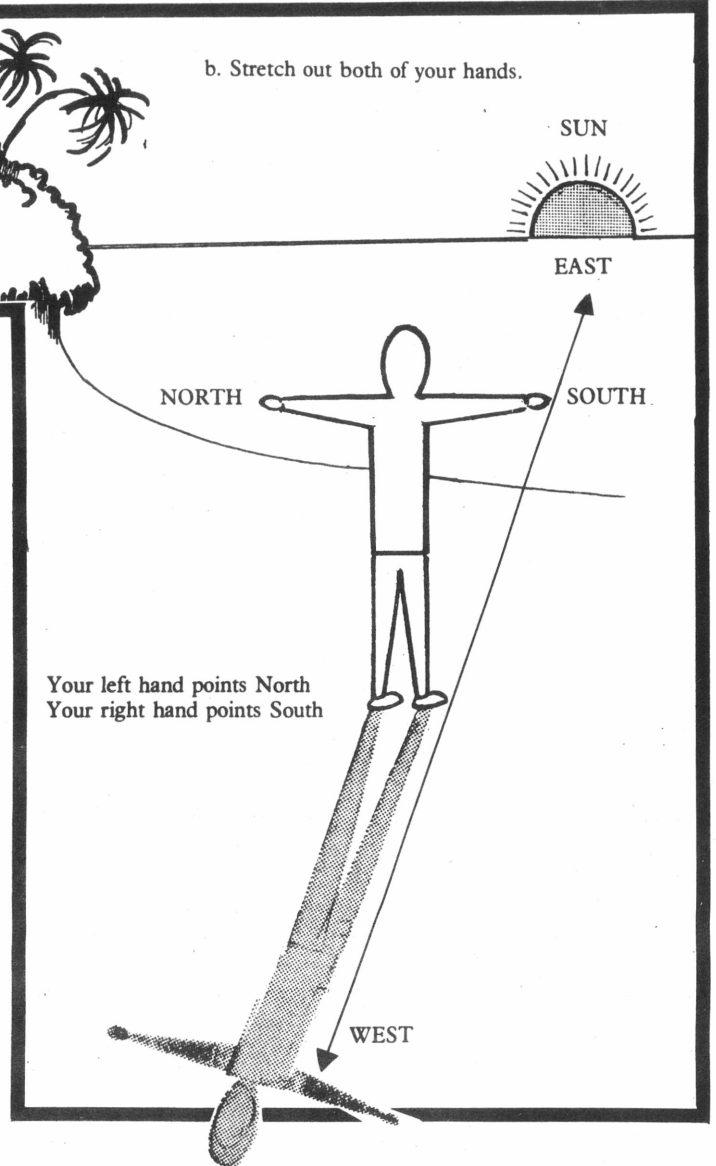 b. Stretch out both of your hands.
SUN
EAST
NORTH
SOUTH
Your left hand points North
Your right hand points South
WEST